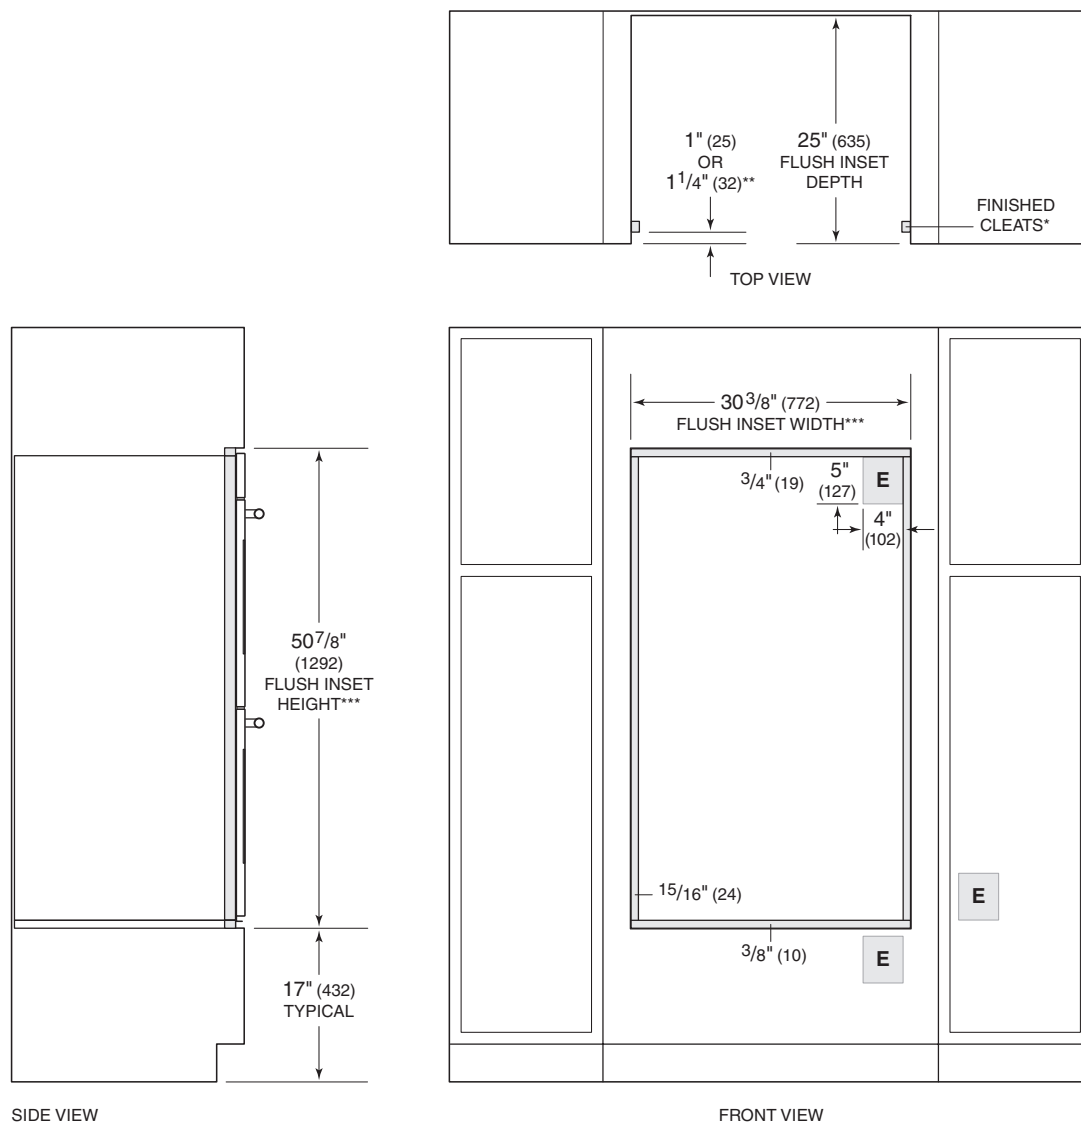 1" (25)
OR
1 1/4" (32)**
25" (635)
FLUSH INSET
DEPTH
FINISHED
CLEATS*
TOP VIEW
30 3/8" (772)
FLUSH INSET WIDTH***
3/4" (19)
5"
(127)
E
4"
(102)
50 7/8"
(1292)
FLUSH INSET
HEIGHT***
15/16" (24)
E
3/8" (10)
E
17" (432)
TYPICAL
SIDE VIEW
FRONT VIEW